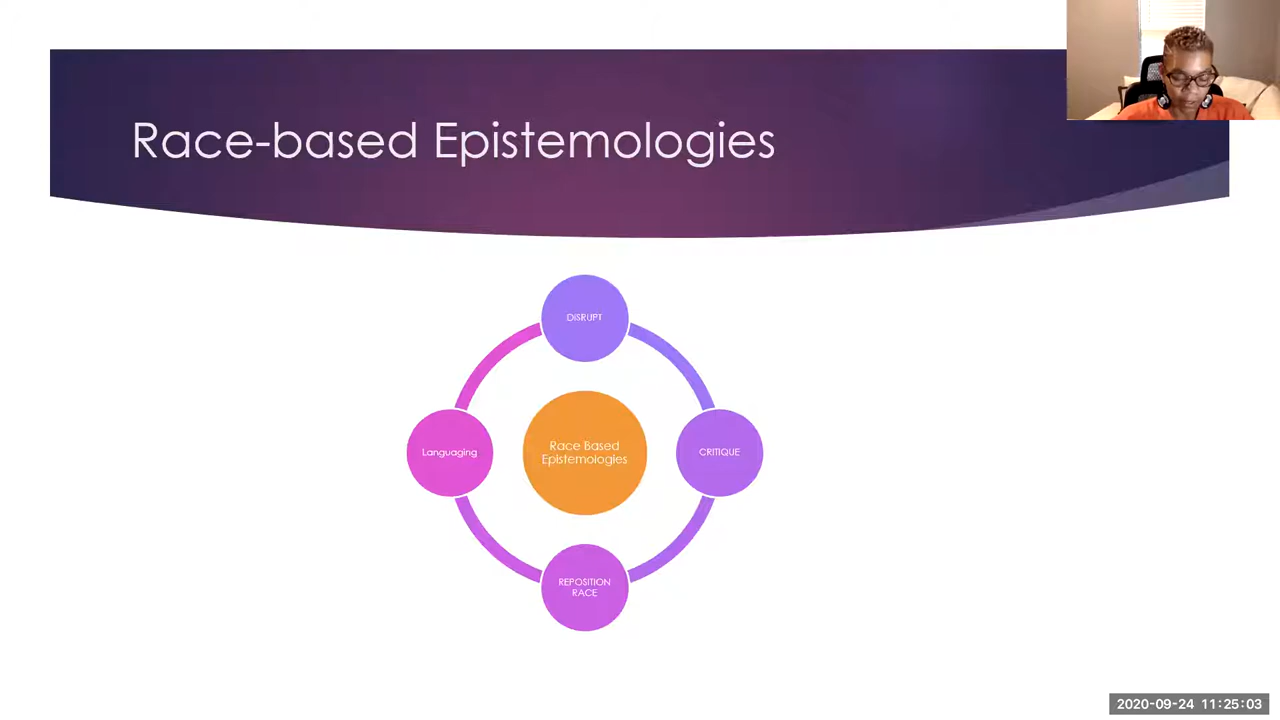 Race-based Epistemologies
DISRUPT
Languaging
Race Based
Epistemologies
CRITIQUE
REPOSITION
RACE
2020-09-24 11:25:03